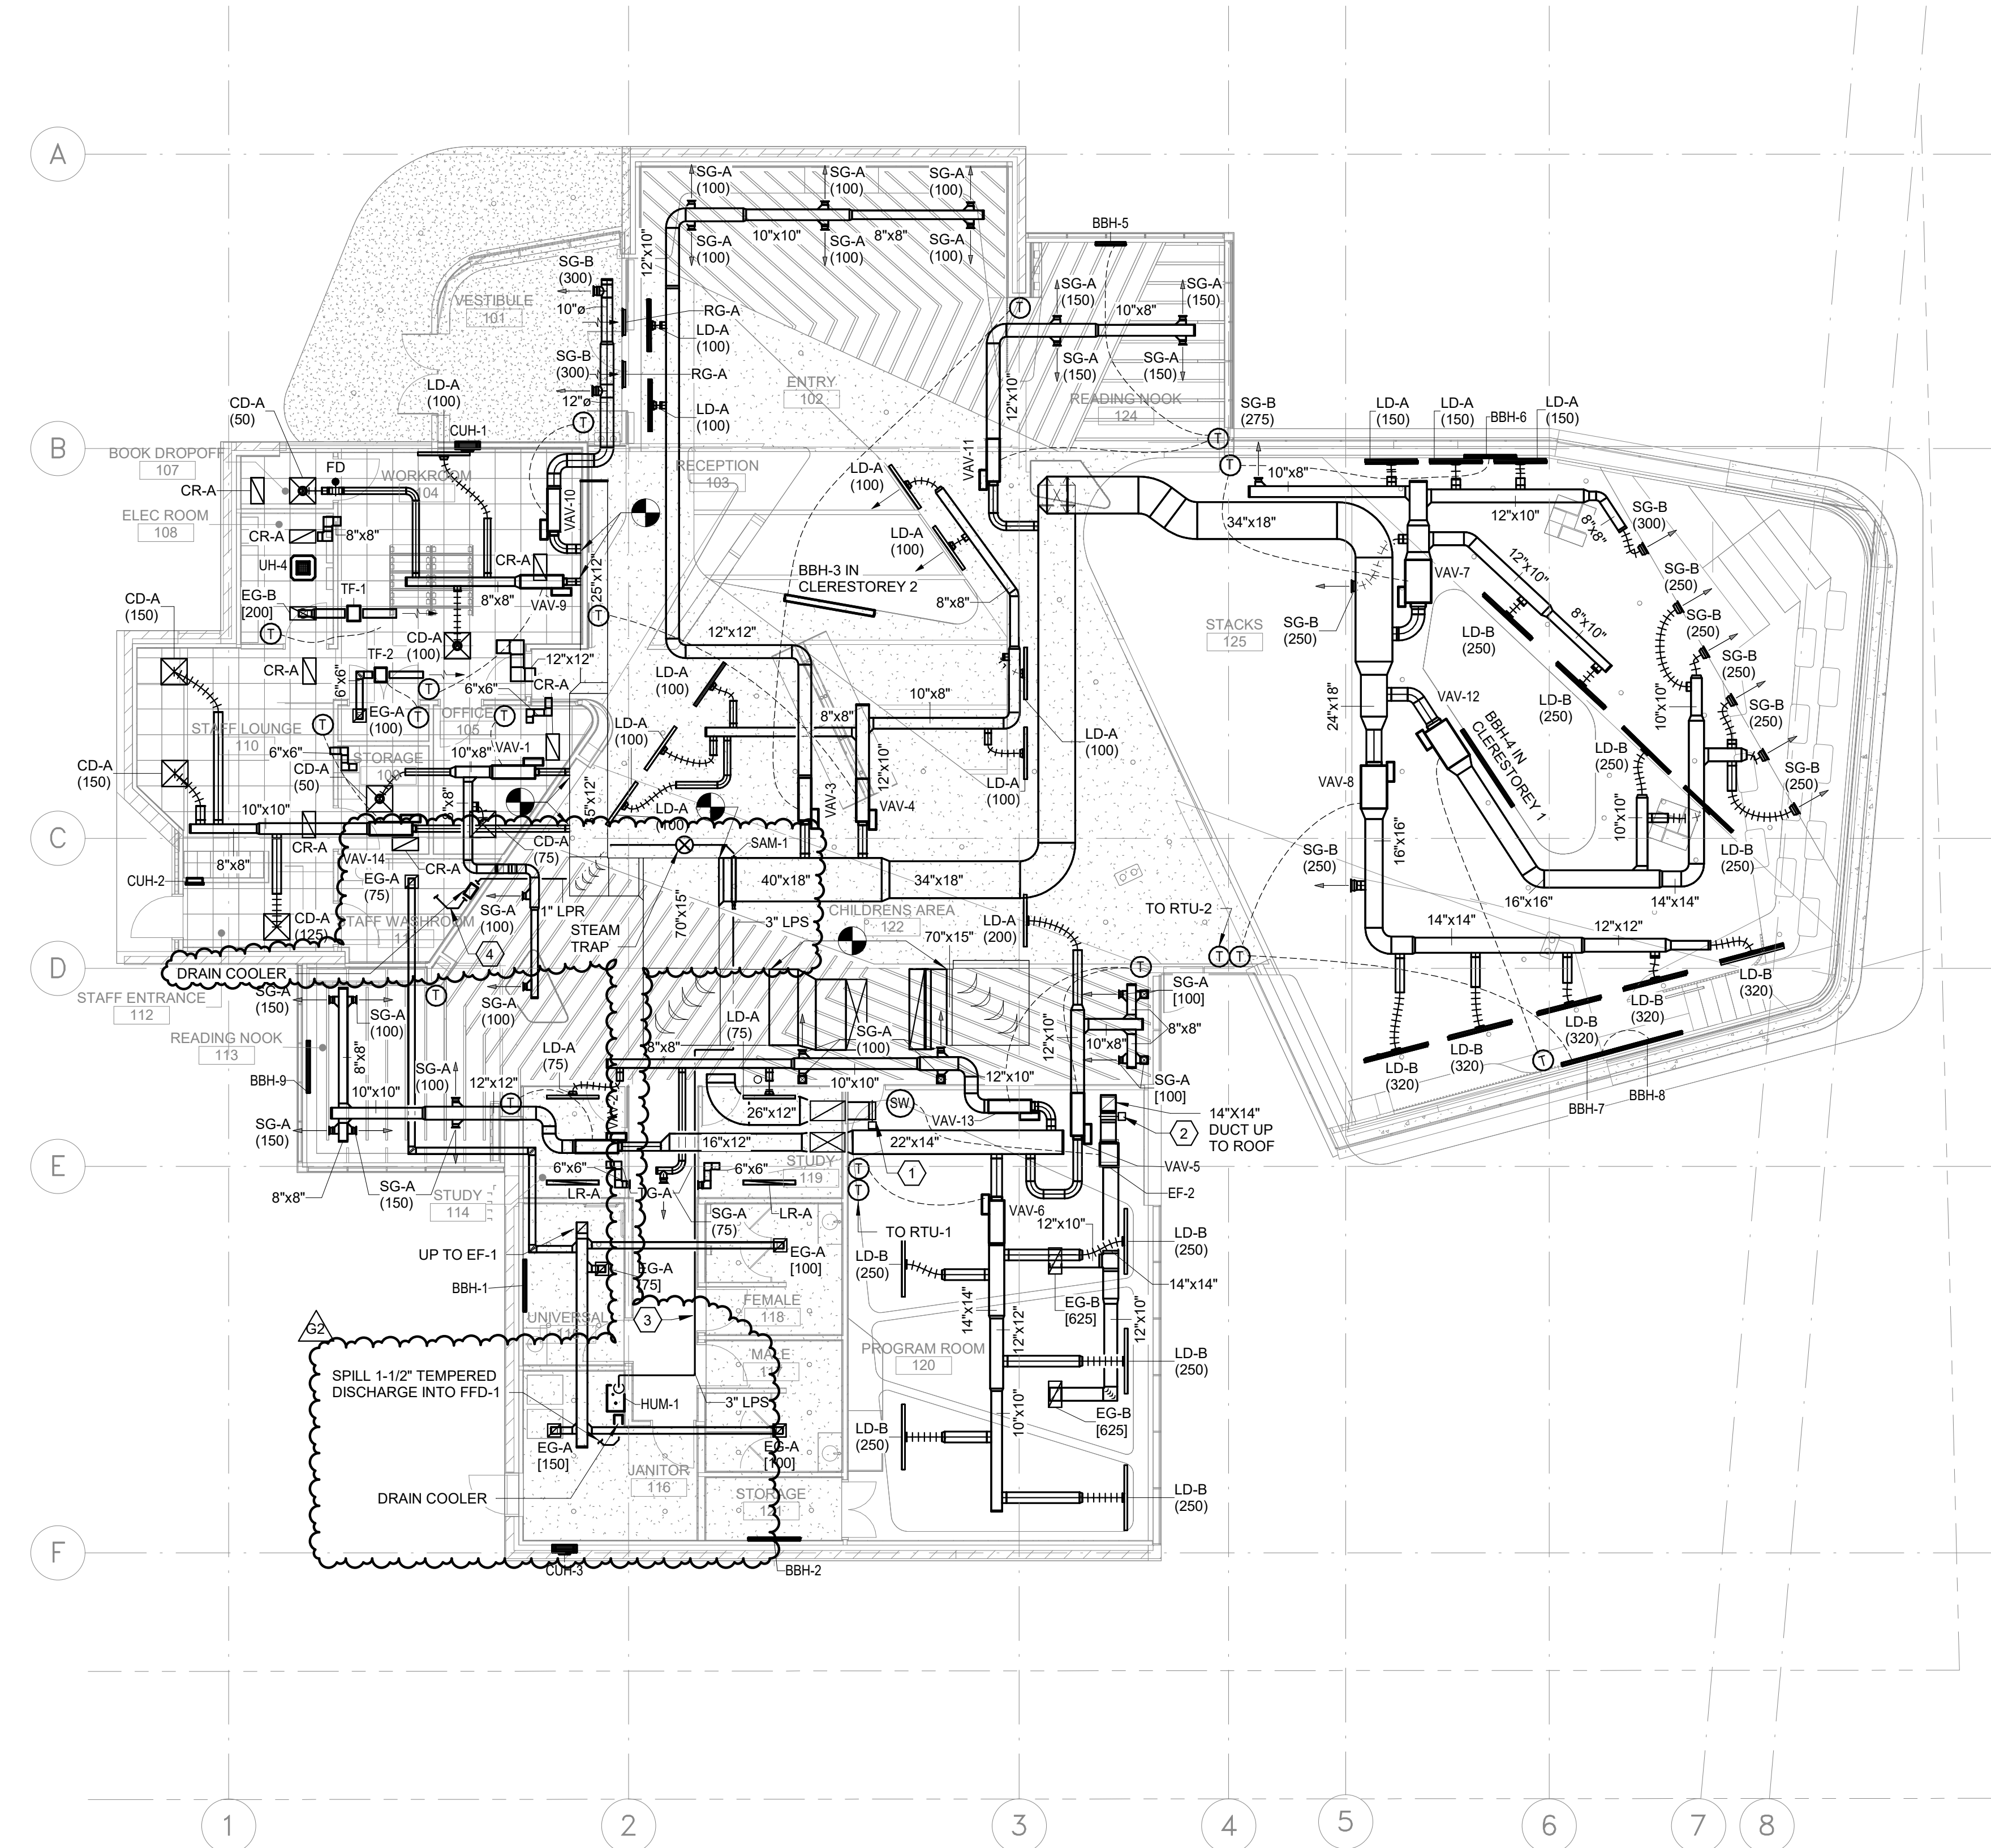 A
B
C
D
E
F
SG-A
(100)
SG-A
(100)
SG-A
(100)
SG-A
(100)
SG-A
(100)
SG-A
(100)
10"x10"
8"x8"
12"x10"
BBH-5
SG-B
(300)
10"ø
VESTIBULE
101
RG-A
LD-A
(100)
SG-B
(300)
RG-A
12"ø
LD-A
(100)
SG-A
(150)
SG-A
(150)
10"x8"
SG-A
(150)
SG-A
(150)
12"x10"
ENTRY
102
READING NOOK
124
CD-A
(50)
LD-A
(100)
CUH-1
BOOK DROPOFF
107
FD
WORKROOM
104
CR-A
VAV-10
ELEC ROOM
108
CR-A
8"x8"
UH-4
CR-A
25"x12"
EG-B
[200]
TF-1
8"x8"
VAV-9
RECEPTION
103
LD-A
(100)
VAV-11
LD-A
(100)
BBH-3 IN
CLERESTOREY 2
8"x8"
SG-B
(275)
LD-A
(150)
LD-A
(150)
BBH-6
LD-A
(150)
10"x8"
12"x10"
34"x18"
8"x8"
SG-B
(300)
SG-B
(250)
VAV-7
12"x10"
8"x10"
STACKS
125
SG-B
(250)
LD-B
(250)
SG-B
(250)
SG-B
(250)
SG-B
(250)
SG-B
(250)
LD-B
(250)
VAV-12
10"x10"
24"x18"
BBH-4 IN
CLERESTOREY 1
LD-B
(250)
VAV-8
10"x10"
LD-B
(250)
16"x16"
SG-B
(250)
16"x16"
14"x14"
14"x14"
12"x12"
LD-B
(320)
LD-B
(320)
LD-B
(320)
LD-B
(320)
LD-B
(320)
BBH-7
BBH-8
CD-A
(150)
CD-A
(100)
CR-A
TF-2
6"x6"
12"x12"
6"x6"
CR-A
EG-A
(100)
OFFICE
105
STAFF LOUNGE
110
6"x6"
STORAGE
CD-A
(50)
10"x8"
VAV-1
CD-A
(150)
10"x10"
8"x8"
CR-A
VAV-14
CR-A
8"x8"
CUH-2
EG-A
(75)
CD-A
(75)
CD-A
(125)
STAFF WASHROOM
SG-A
(100)
1" LPR
STEAM
TRAP
SAM-1
70"x15"
3" LPS
40"x18"
34"x18"
CHILDRENS AREA
122
70"x15"
LD-A
(200)
LD-A
(100)
LD-A
(100)
LD-A
(100)
12"x12"
8"x8"
10"x8"
12"x10"
VAV-3
VAV-4
LD-A
(100)
LD-A
(100)
TO RTU-2
4
DRAIN COOLER
STAFF ENTRANCE
112
SG-A
(150)
SG-A
(100)
SG-A
(100)
READING NOOK
113
BBH-9
8"x8"
10"x10"
SG-A
(100)
12"x12"
SG-A
(150)
8"x8"
SG-A
(150)
STUDY
114
LD-A
(75)
LD-A
(75)
8"x8"
SG-A
(100)
10"x10"
12"x10"
VAV-2
26"x12"
SW
VAV-13
16"x12"
22"x14"
1
12"x10"
10"x8"
8"x8"
SG-A
[100]
SG-A
[100]
14"X14"
DUCT UP
TO ROOF
2
VAV-5
EF-2
6"x6"
LR-A
TG-A
6"x6"
STUDY
119
SG-A
(75)
LR-A
TO RTU-1
VAV-6
12"x10"
LD-B
(250)
LD-B
(250)
UP TO EF-1
EG-A
[100]
BBH-1
EG-A
[75]
14"x14"
EG-B
[625]
14"x14"
12"x12"
12"x10"
FEMALE
118
UNIVERSAL
3
G2
MALE
PROGRAM ROOM
120
LD-B
(250)
SPILL 1-1/2" TEMPERED
DISCHARGE INTO FFD-1
HUM-1
3" LPS
10"x10"
EG-B
[625]
LD-B
(250)
EG-A
[150]
EG-A
[100]
JANITOR
116
DRAIN COOLER
STORAGE
121
LD-B
(250)
CUH-3
BBH-2
1
2
3
4
5
6
7
8